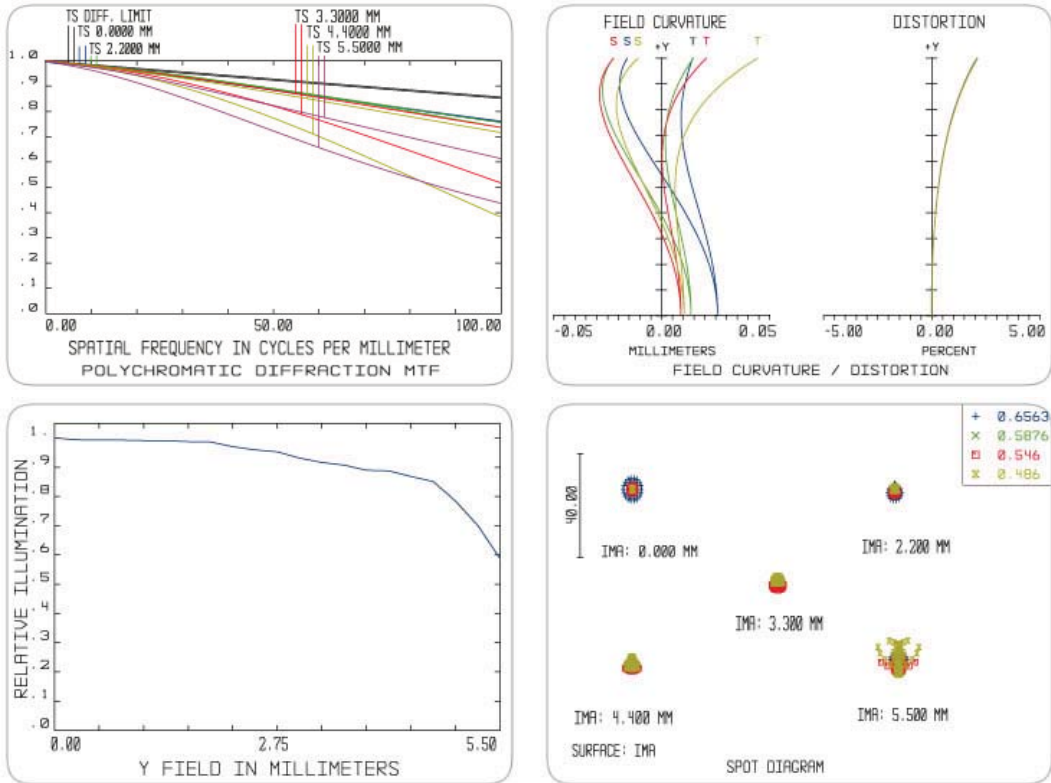 TS DIFF. LIMIT
TS 0.0000 MM
TS 2.2000 MM
TS 3.3000 MM
TS 4.4000 MM
TS 5.5000 MM
1.0
.9
.8
.7
.6
.5
.4
.3
.2
.1
.0
0.00 50.00 100.00
SPATIAL FREQUENCY IN CYCLES PER MILLIMETER
POLYCHROMATIC DIFFRACTION MTF
FIELD CURVATURE DISTORTION
S S S +Y T T T +Y
-0.05 0.00 0.05 -5.00 0.00 5.00
MILLIMETERS PERCENT
FIELD CURVATURE / DISTORTION
RELATIVE ILLUMINATION
1.
.9
.8
.7
.6
.5
.4
.3
.2
.1
.0
0.00 2.75 5.50
Y FIELD IN MILLIMETERS
+ 0.6563
× 0.5876
0.546
0.486
40.00
IMA: 0.000 MM
IMA: 2.200 MM
IMA: 3.300 MM
IMA: 4.400 MM
IMA: 5.500 MM
SURFACE: IMA
SPOT DIAGRAM